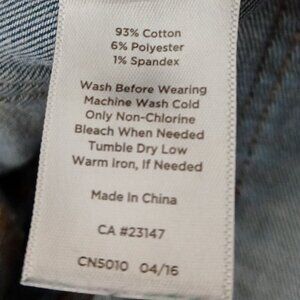 93% Cotton
6% Polyester
1% Spandex
Wash Before Wearing
Machine Wash Cold
Only Non-Chlorine
Bleach When Needed
Tumble Dry Low
Warm Iron, If Needed
Made In China
CA #23147
CN5010 04/16